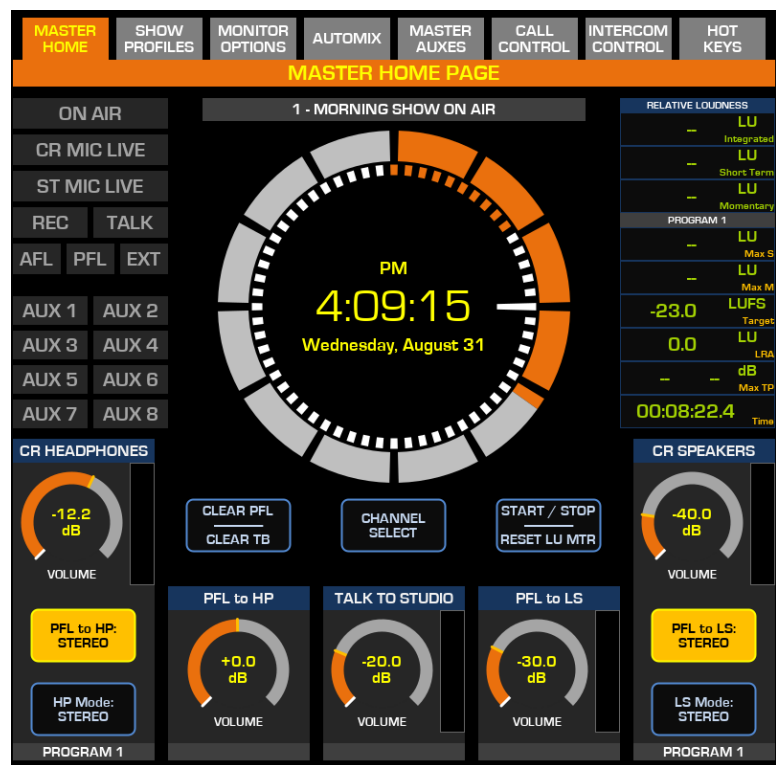 MASTER HOME
SHOW PROFILES
MONITOR OPTIONS
AUTOMIX
MASTER AUXES
CALL CONTROL
INTERCOM CONTROL
HOT KEYS
MASTER HOME PAGE
ON AIR
CR MIC LIVE
ST MIC LIVE
REC TALK
AFL PFL EXT
AUX 1 AUX 2
AUX 3 AUX 4
AUX 5 AUX 6
AUX 7 AUX 8
1 - MORNING SHOW ON AIR
PM
4:09:15
Wednesday, August 31
RELATIVE LOUDNESS
-- LU
Integrated
-- LU
Short Term
-- LU
Momentary
PROGRAM 1
-- LU
Max S
-- LU
Max M
-23.0 LUFS
Target
0.0 LU
LRA
-- -- dB
Max TP
00:08:22.4
Time
CR HEADPHONES
-12.2
dB
VOLUME
PFL to HP:
STEREO
HP Mode:
STEREO
PROGRAM 1
CLEAR PFL
CLEAR TB
CHANNEL
SELECT
START / STOP
RESET LU MTR
PFL to HP
+0.0
dB
VOLUME
TALK TO STUDIO
-20.0
dB
VOLUME
PFL to LS
-30.0
dB
VOLUME
CR SPEAKERS
-40.0
dB
VOLUME
PFL to LS:
STEREO
LS Mode:
STEREO
PROGRAM 1